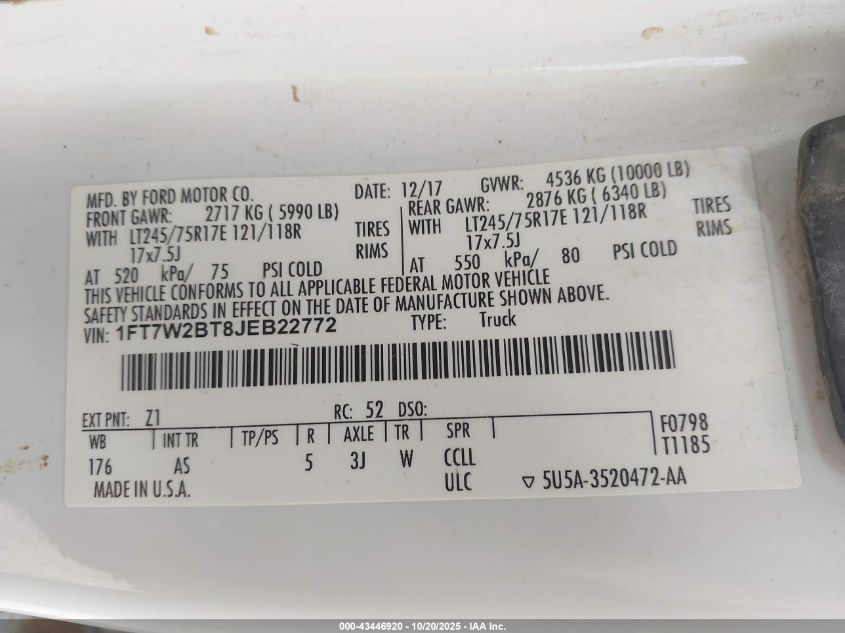 MFD. BY FORD MOTOR CO. DATE: 12/17 GVWR: 4536 KG (10000 LB)
FRONT GAWR: 2717 KG ( 5990 LB) REAR GAWR: 2876 KG ( 6340 LB)
WITH LT245/75R17E 121/118R TIRES WITH LT245/75R17E 121/118R TIRES
17x7.5J RIMS 17x7.5J RIMS
AT 520 kPa/ 75 PSI COLD AT 550 kPa/ 80 PSI COLD
THIS VEHICLE CONFORMS TO ALL APPLICABLE FEDERAL MOTOR VEHICLE
SAFETY STANDARDS IN EFFECT ON THE DATE OF MANUFACTURE SHOWN ABOVE.
VIN: 1FT7W2BT8JEB22772 TYPE: Truck
EXT PNT: Z1 RC: 52 DSO:
WB INT TR TP/PS R AXLE TR SPR F0798
176 AS 5 3J W CCLL T1185
MADE IN U.S.A. ULC ▽ 5U5A-3520472-AA
000-43446920 - 10/20/2025 - IAA Inc.